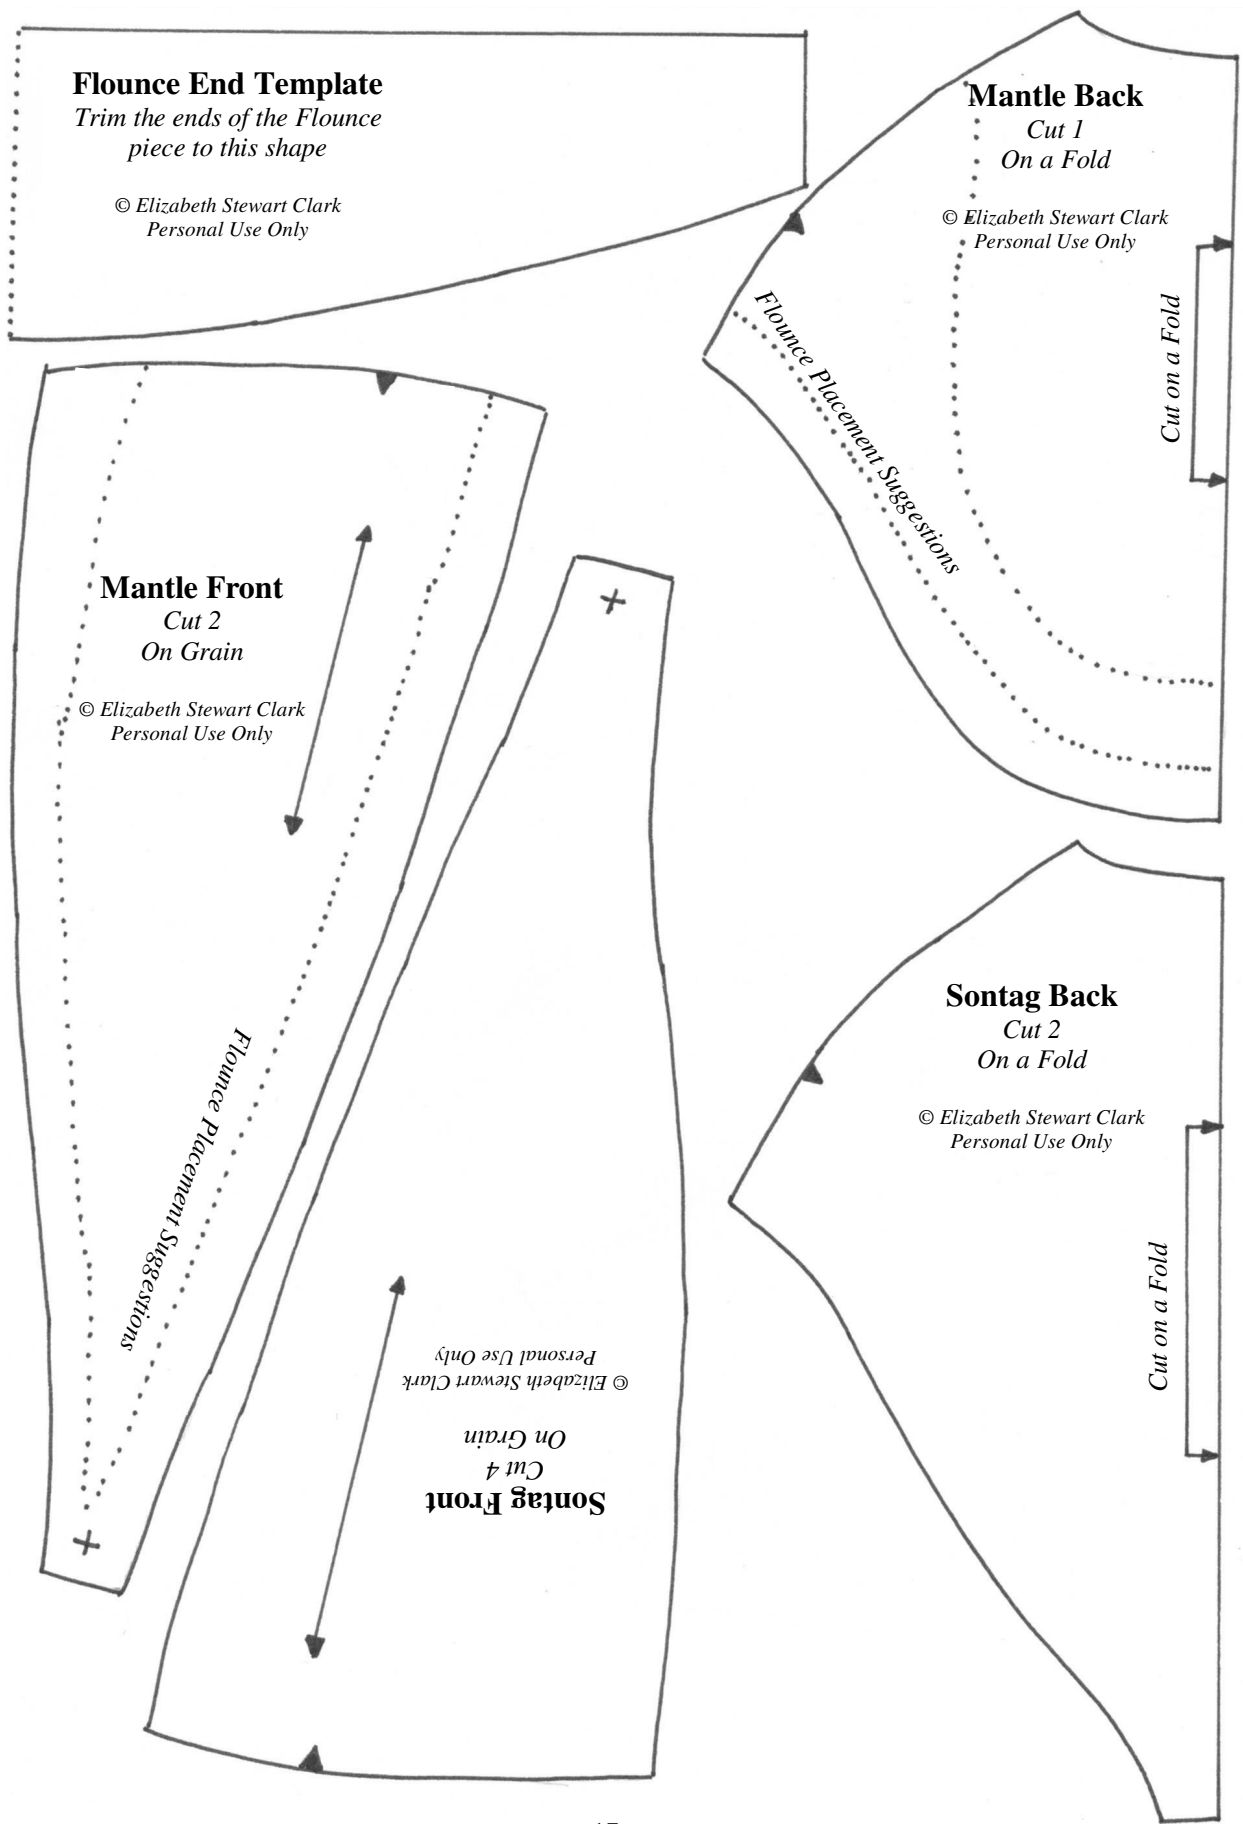 Flounce End Template
Trim the ends of the Flounce
piece to this shape
© Elizabeth Stewart Clark
Personal Use Only
Mantle Back
Cut 1
On a Fold
© Elizabeth Stewart Clark
Personal Use Only
Cut on a Fold
Flounce Placement Suggestions
Mantle Front
Cut 2
On Grain
© Elizabeth Stewart Clark
Personal Use Only
Flounce Placement Suggestions
Sontag Back
Cut 2
On a Fold
© Elizabeth Stewart Clark
Personal Use Only
Cut on a Fold
Sontag Front
Cut 4
On Grain
© Elizabeth Stewart Clark
Personal Use Only